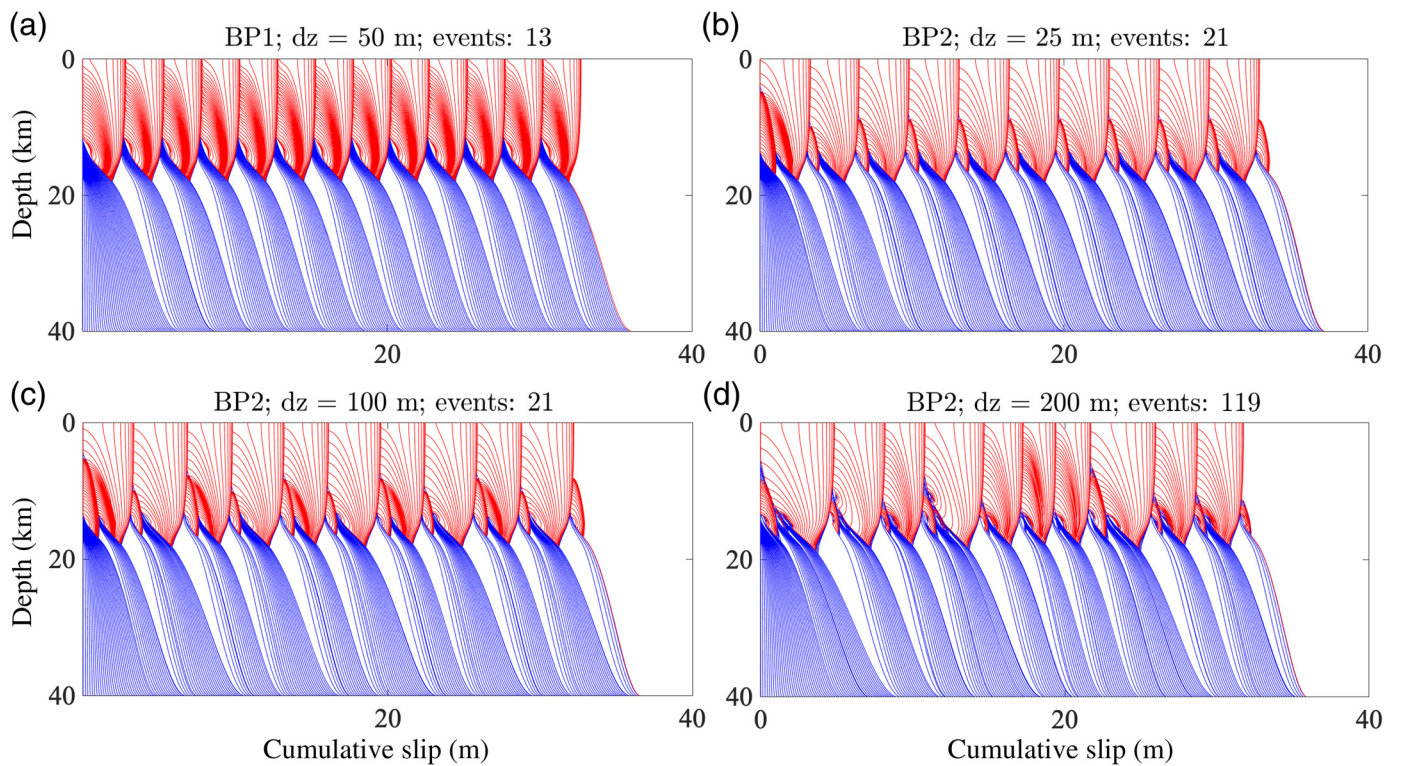 (a)
BP1; dz = 50 m; events: 13
0
20
40
Depth (km)
20
40
(b)
BP2; dz = 25 m; events: 21
0
20
40
0
20
40
(c)
BP2; dz = 100 m; events: 21
0
20
40
Depth (km)
20
40
Cumulative slip (m)
(d)
BP2; dz = 200 m; events: 119
0
20
40
0
20
40
Cumulative slip (m)